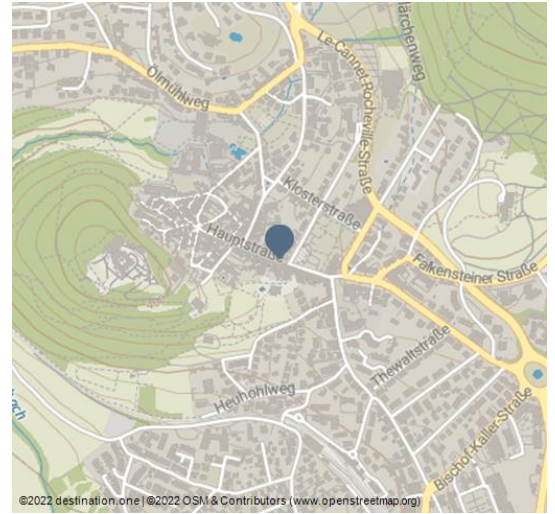 Le-Cannet-Rocheville-Straße
Ölmühlweg
Klosterstraße
Hauptstraße
Falkensteiner Straße
Thewaltstraße
Heuhohlweg
Bischof-Kaller-Straße
©2022 destination.one | ©2022 OSM & Contributors (www.openstreetmap.org)